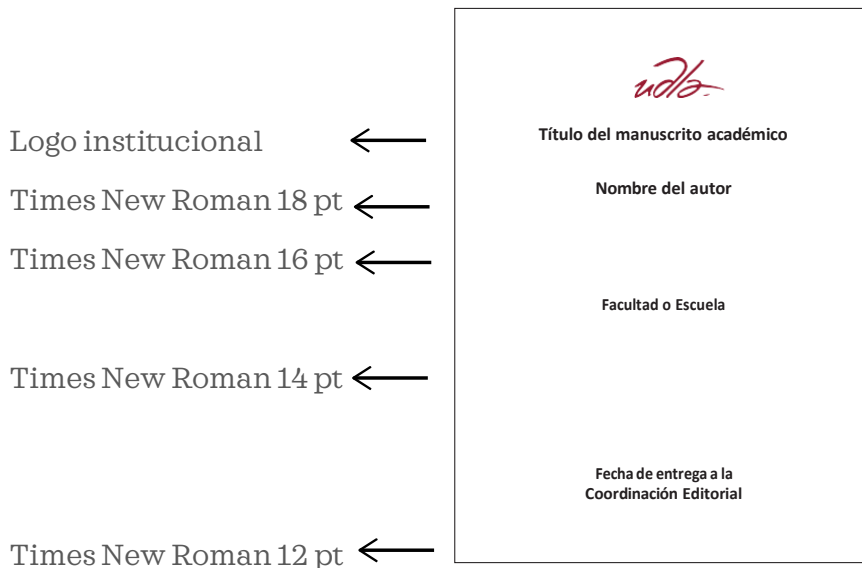 udla
Logo institucional
Título del manuscrito académico
Times New Roman 18 pt
Nombre del autor
Times New Roman 16 pt
Facultad o Escuela
Times New Roman 14 pt
Fecha de entrega a la
Coordinación Editorial
Times New Roman 12 pt